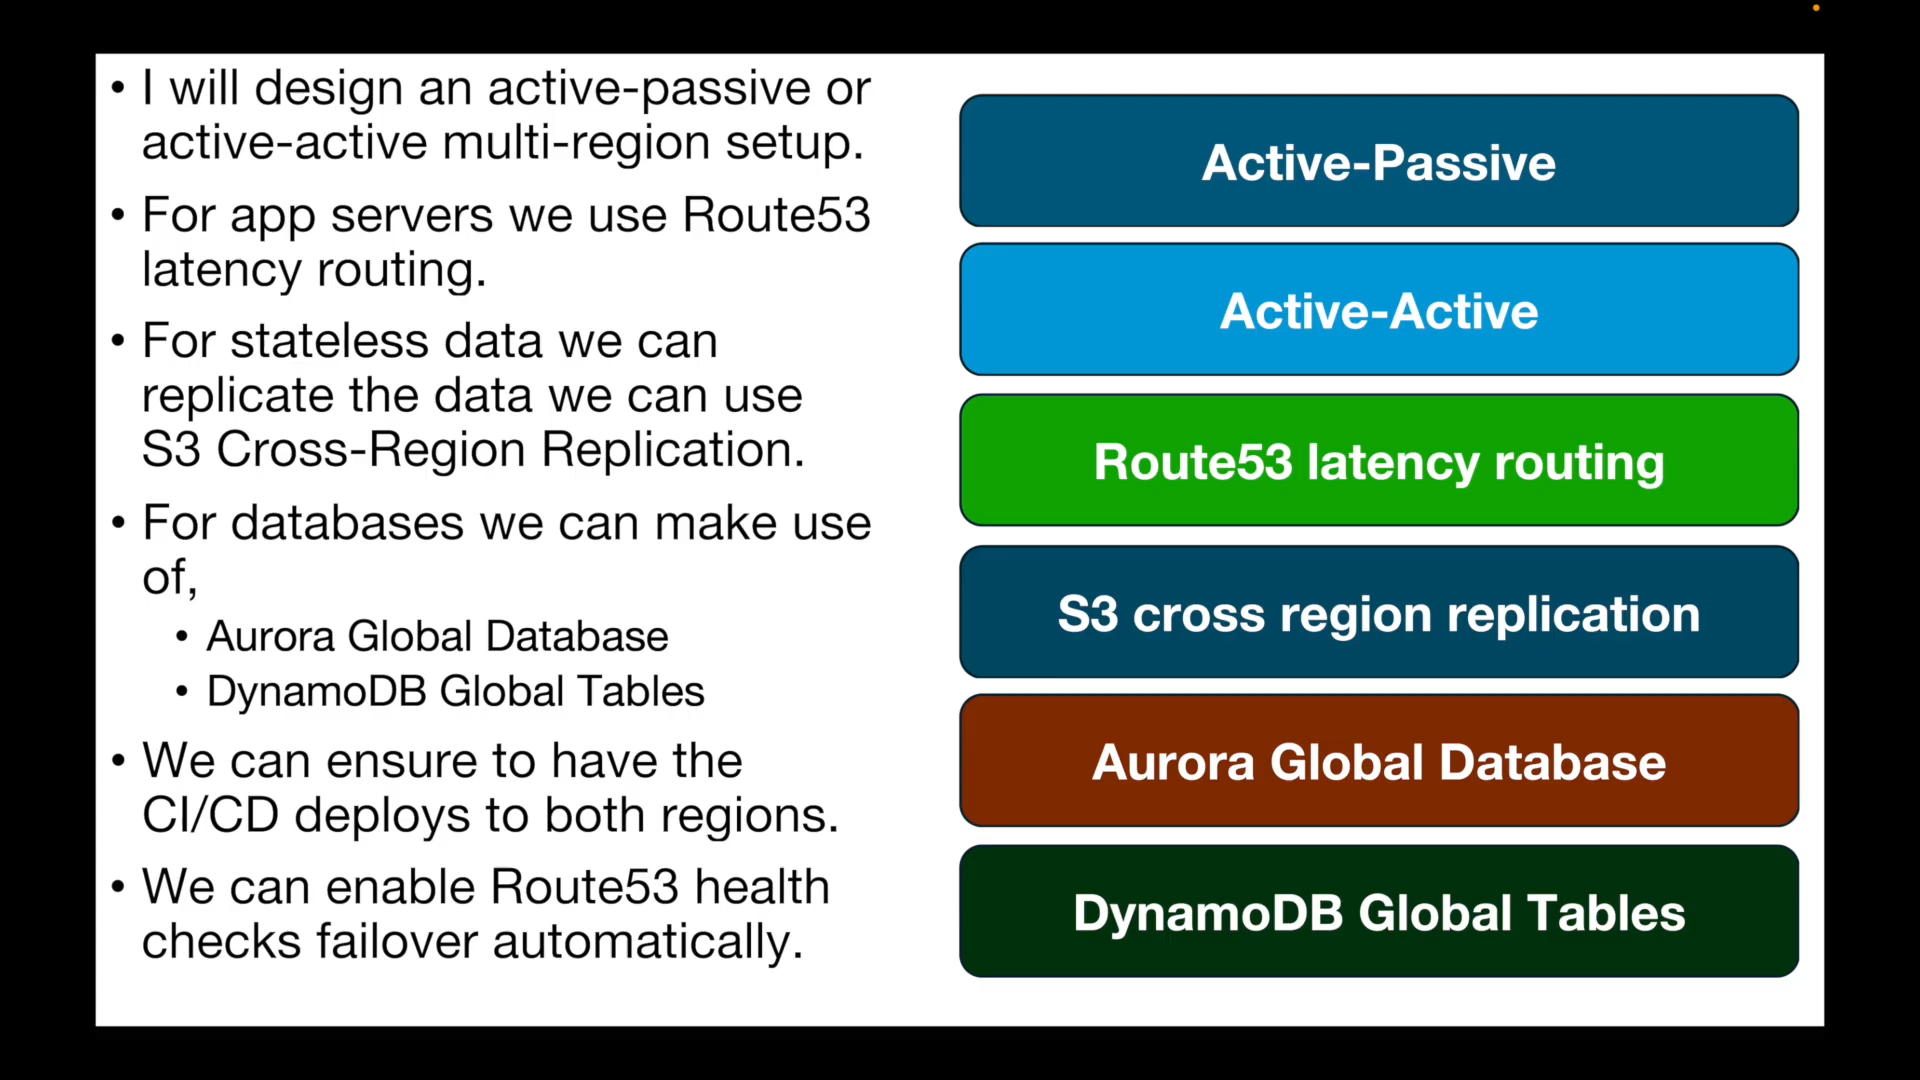 • I will design an active-passive or
active-active multi-region setup.
• For app servers we use Route53
latency routing.
• For stateless data we can
replicate the data we can use
S3 Cross-Region Replication.
• For databases we can make use
of,
• Aurora Global Database
• DynamoDB Global Tables
• We can ensure to have the
CI/CD deploys to both regions.
• We can enable Route53 health
checks failover automatically.
Active-Passive
Active-Active
Route53 latency routing
S3 cross region replication
Aurora Global Database
DynamoDB Global Tables